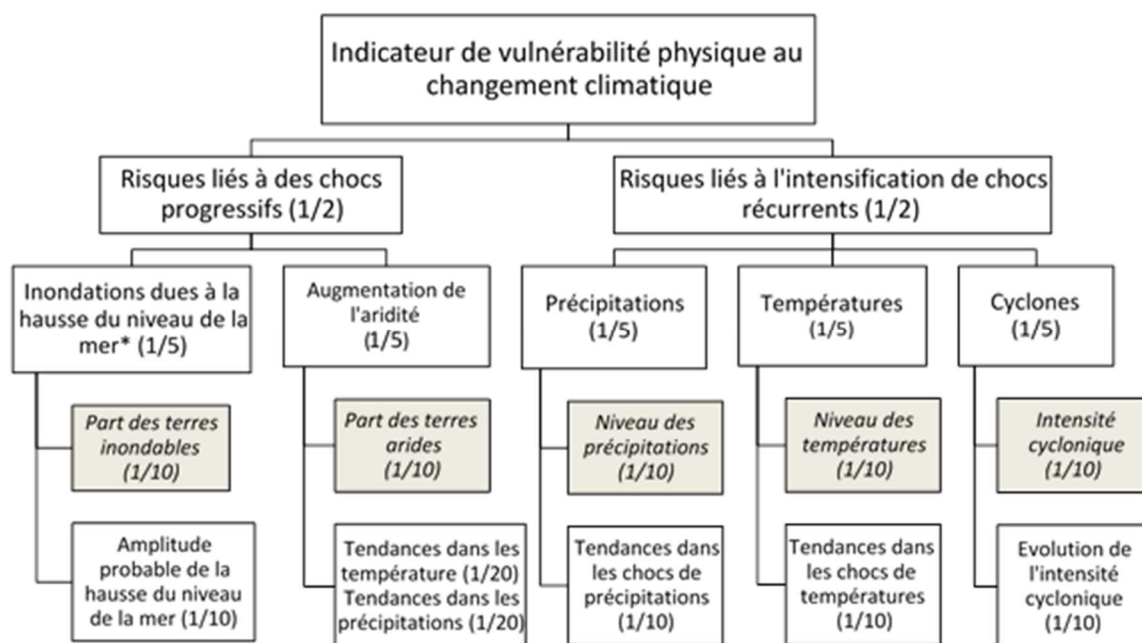 Indicateur de vulnérabilité physique au
changement climatique
Risques liés à des chocs
progressifs (1/2)
Risques liés à l'intensification de chocs
récurrents (1/2)
Inondations dues à la
hausse du niveau de la
mer* (1/5)
Augmentation de
l'aridité
(1/5)
Précipitations
(1/5)
Températures
(1/5)
Cyclones
(1/5)
Part des terres
inondables
(1/10)
Part des terres
arides
(1/10)
Niveau des
précipitations
(1/10)
Niveau des
températures
(1/10)
Intensité
cyclonique
(1/10)
Amplitude
probable de la
hausse du niveau
de la mer (1/10)
Tendances dans les
température (1/20)
Tendances dans les
précipitations (1/20)
Tendances dans
les chocs de
précipitations
(1/10)
Tendances dans
les chocs de
températures
(1/10)
Evolution de
l'intensité
cyclonique
(1/10)